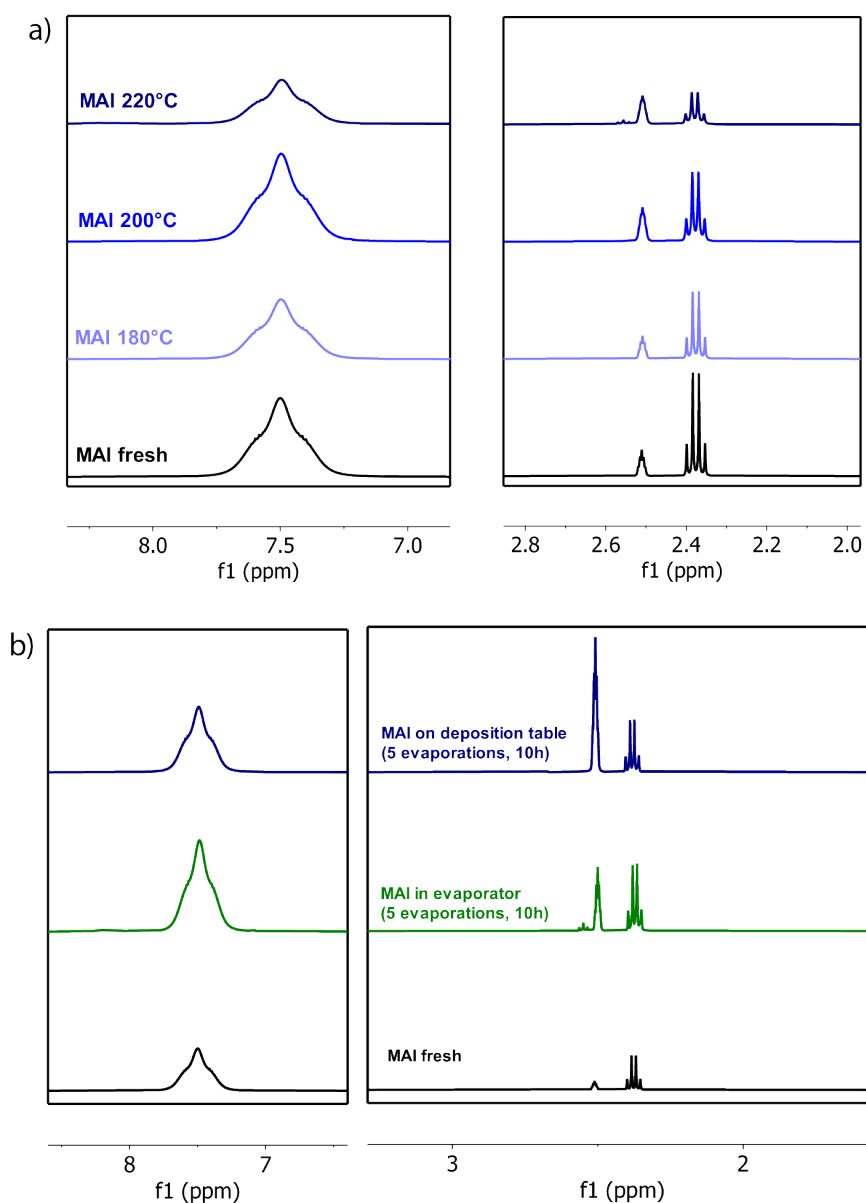 a)
MAI 220°C
MAI 200°C
MAI 180°C
MAI fresh
8.0 7.5 7.0
f1 (ppm)
2.8 2.6 2.4 2.2 2.0
f1 (ppm)
b)
MAI on deposition table
(5 evaporations, 10h)
MAI in evaporator
(5 evaporations, 10h)
MAI fresh
8 7
f1 (ppm)
3 2
f1 (ppm)